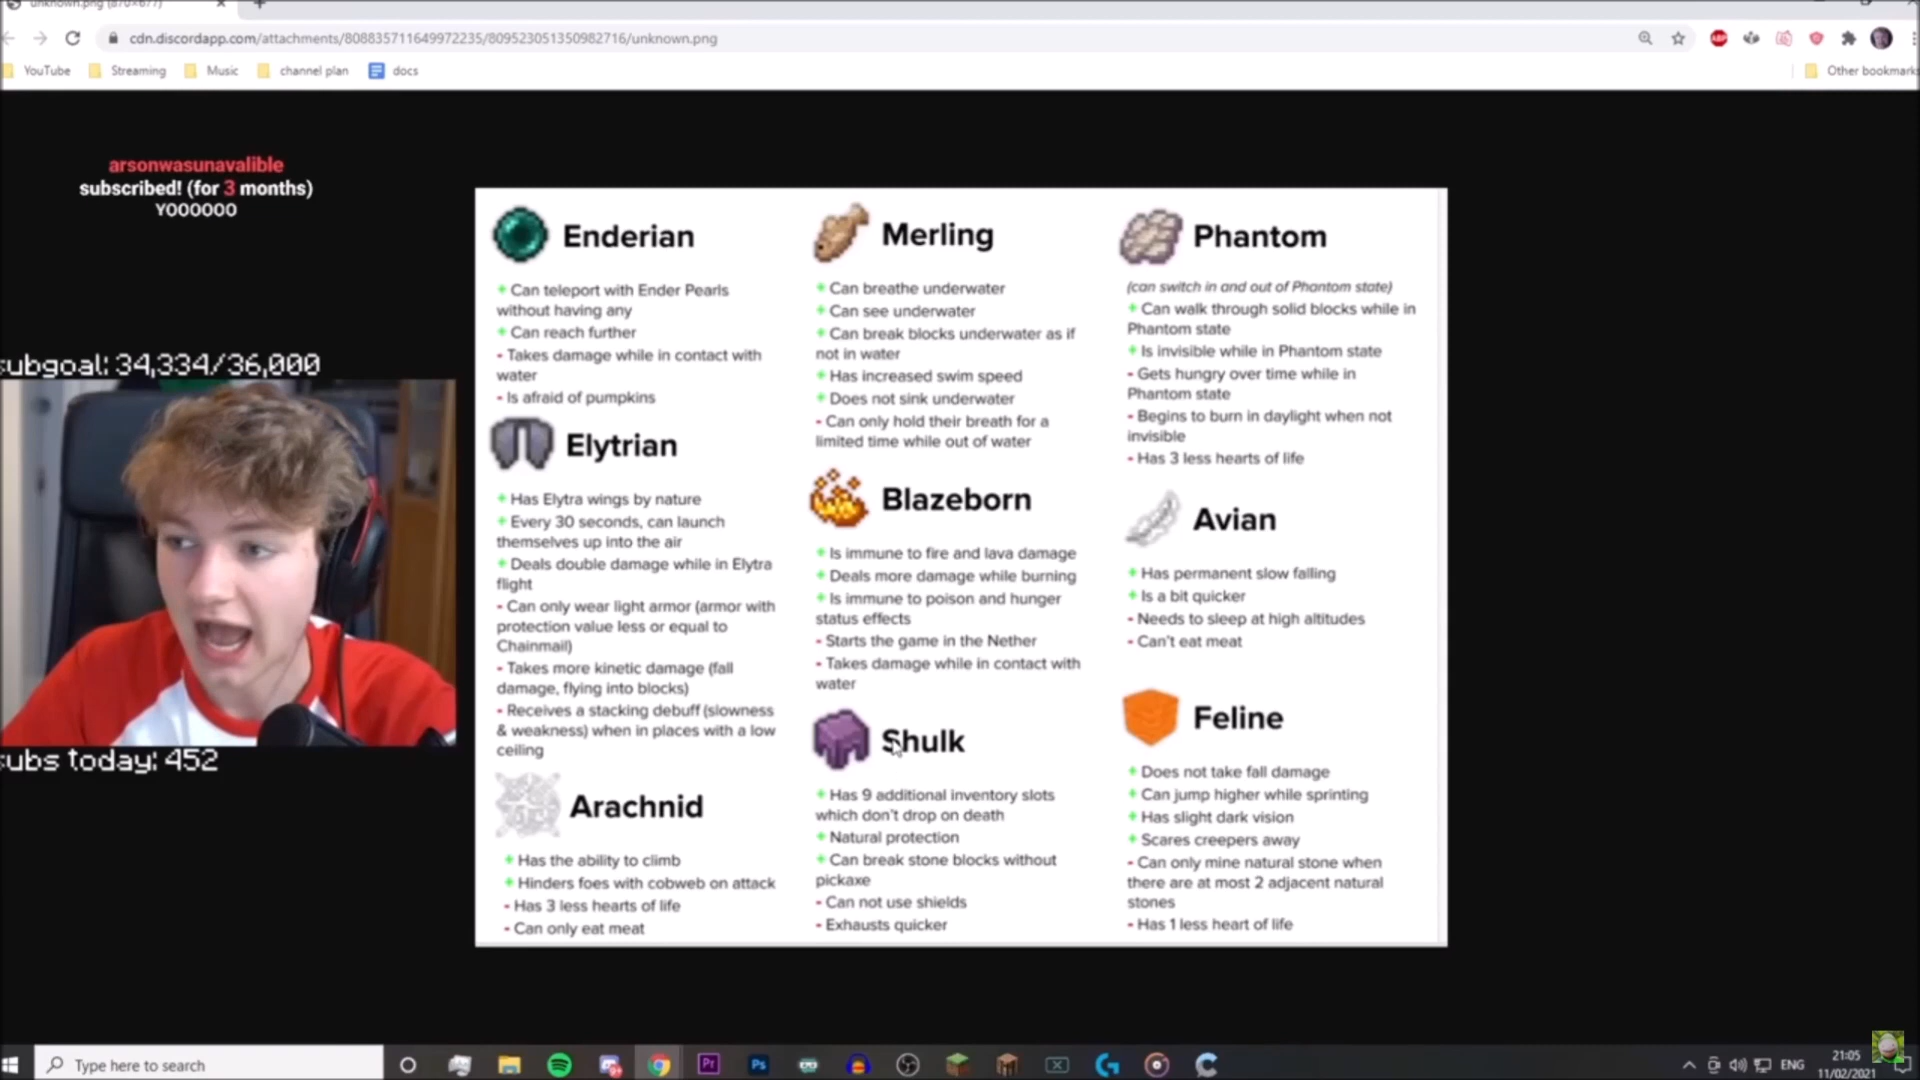 unknown.png (870×677)
cdn.discordapp.com/attachments/808835711649972235/809523051350982716/unknown.png
YouTube
Streaming
Music
channel plan
docs
Other bookmark
arsonwasunavalible
subscribed! (for 3 months)
YOOOOOO
subgoal: 34,334/36,000
subs today: 452
Enderian
+ Can teleport with Ender Pearls
without having any
+ Can reach further
- Takes damage while in contact with
water
- Is afraid of pumpkins
Elytrian
+ Has Elytra wings by nature
+ Every 30 seconds, can launch
themselves up into the air
+ Deals double damage while in Elytra
flight
- Can only wear light armor (armor with
protection value less or equal to
Chainmail)
- Takes more kinetic damage (fall
damage, flying into blocks)
- Receives a stacking debuff (slowness
& weakness) when in places with a low
ceiling
Arachnid
+ Has the ability to climb
+ Hinders foes with cobweb on attack
- Has 3 less hearts of life
- Can only eat meat
Merling
+ Can breathe underwater
+ Can see underwater
+ Can break blocks underwater as if
not in water
+ Has increased swim speed
+ Does not sink underwater
- Can only hold their breath for a
limited time while out of water
Blazeborn
+ Is immune to fire and lava damage
+ Deals more damage while burning
+ Is immune to poison and hunger
status effects
- Starts the game in the Nether
- Takes damage while in contact with
water
Shulk
+ Has 9 additional inventory slots
which don't drop on death
+ Natural protection
+ Can break stone blocks without
pickaxe
- Can not use shields
- Exhausts quicker
Phantom
(can switch in and out of Phantom state)
+ Can walk through solid blocks while in
Phantom state
+ Is invisible while in Phantom state
- Gets hungry over time while in
Phantom state
- Begins to burn in daylight when not
invisible
- Has 3 less hearts of life
Avian
+ Has permanent slow falling
+ Is a bit quicker
- Needs to sleep at high altitudes
- Can't eat meat
Feline
+ Does not take fall damage
+ Can jump higher while sprinting
+ Has slight dark vision
+ Scares creepers away
- Can only mine natural stone when
there are at most 2 adjacent natural
stones
- Has 1 less heart of life
Type here to search
Pr
Ps
ENG
21:05
11/02/2021